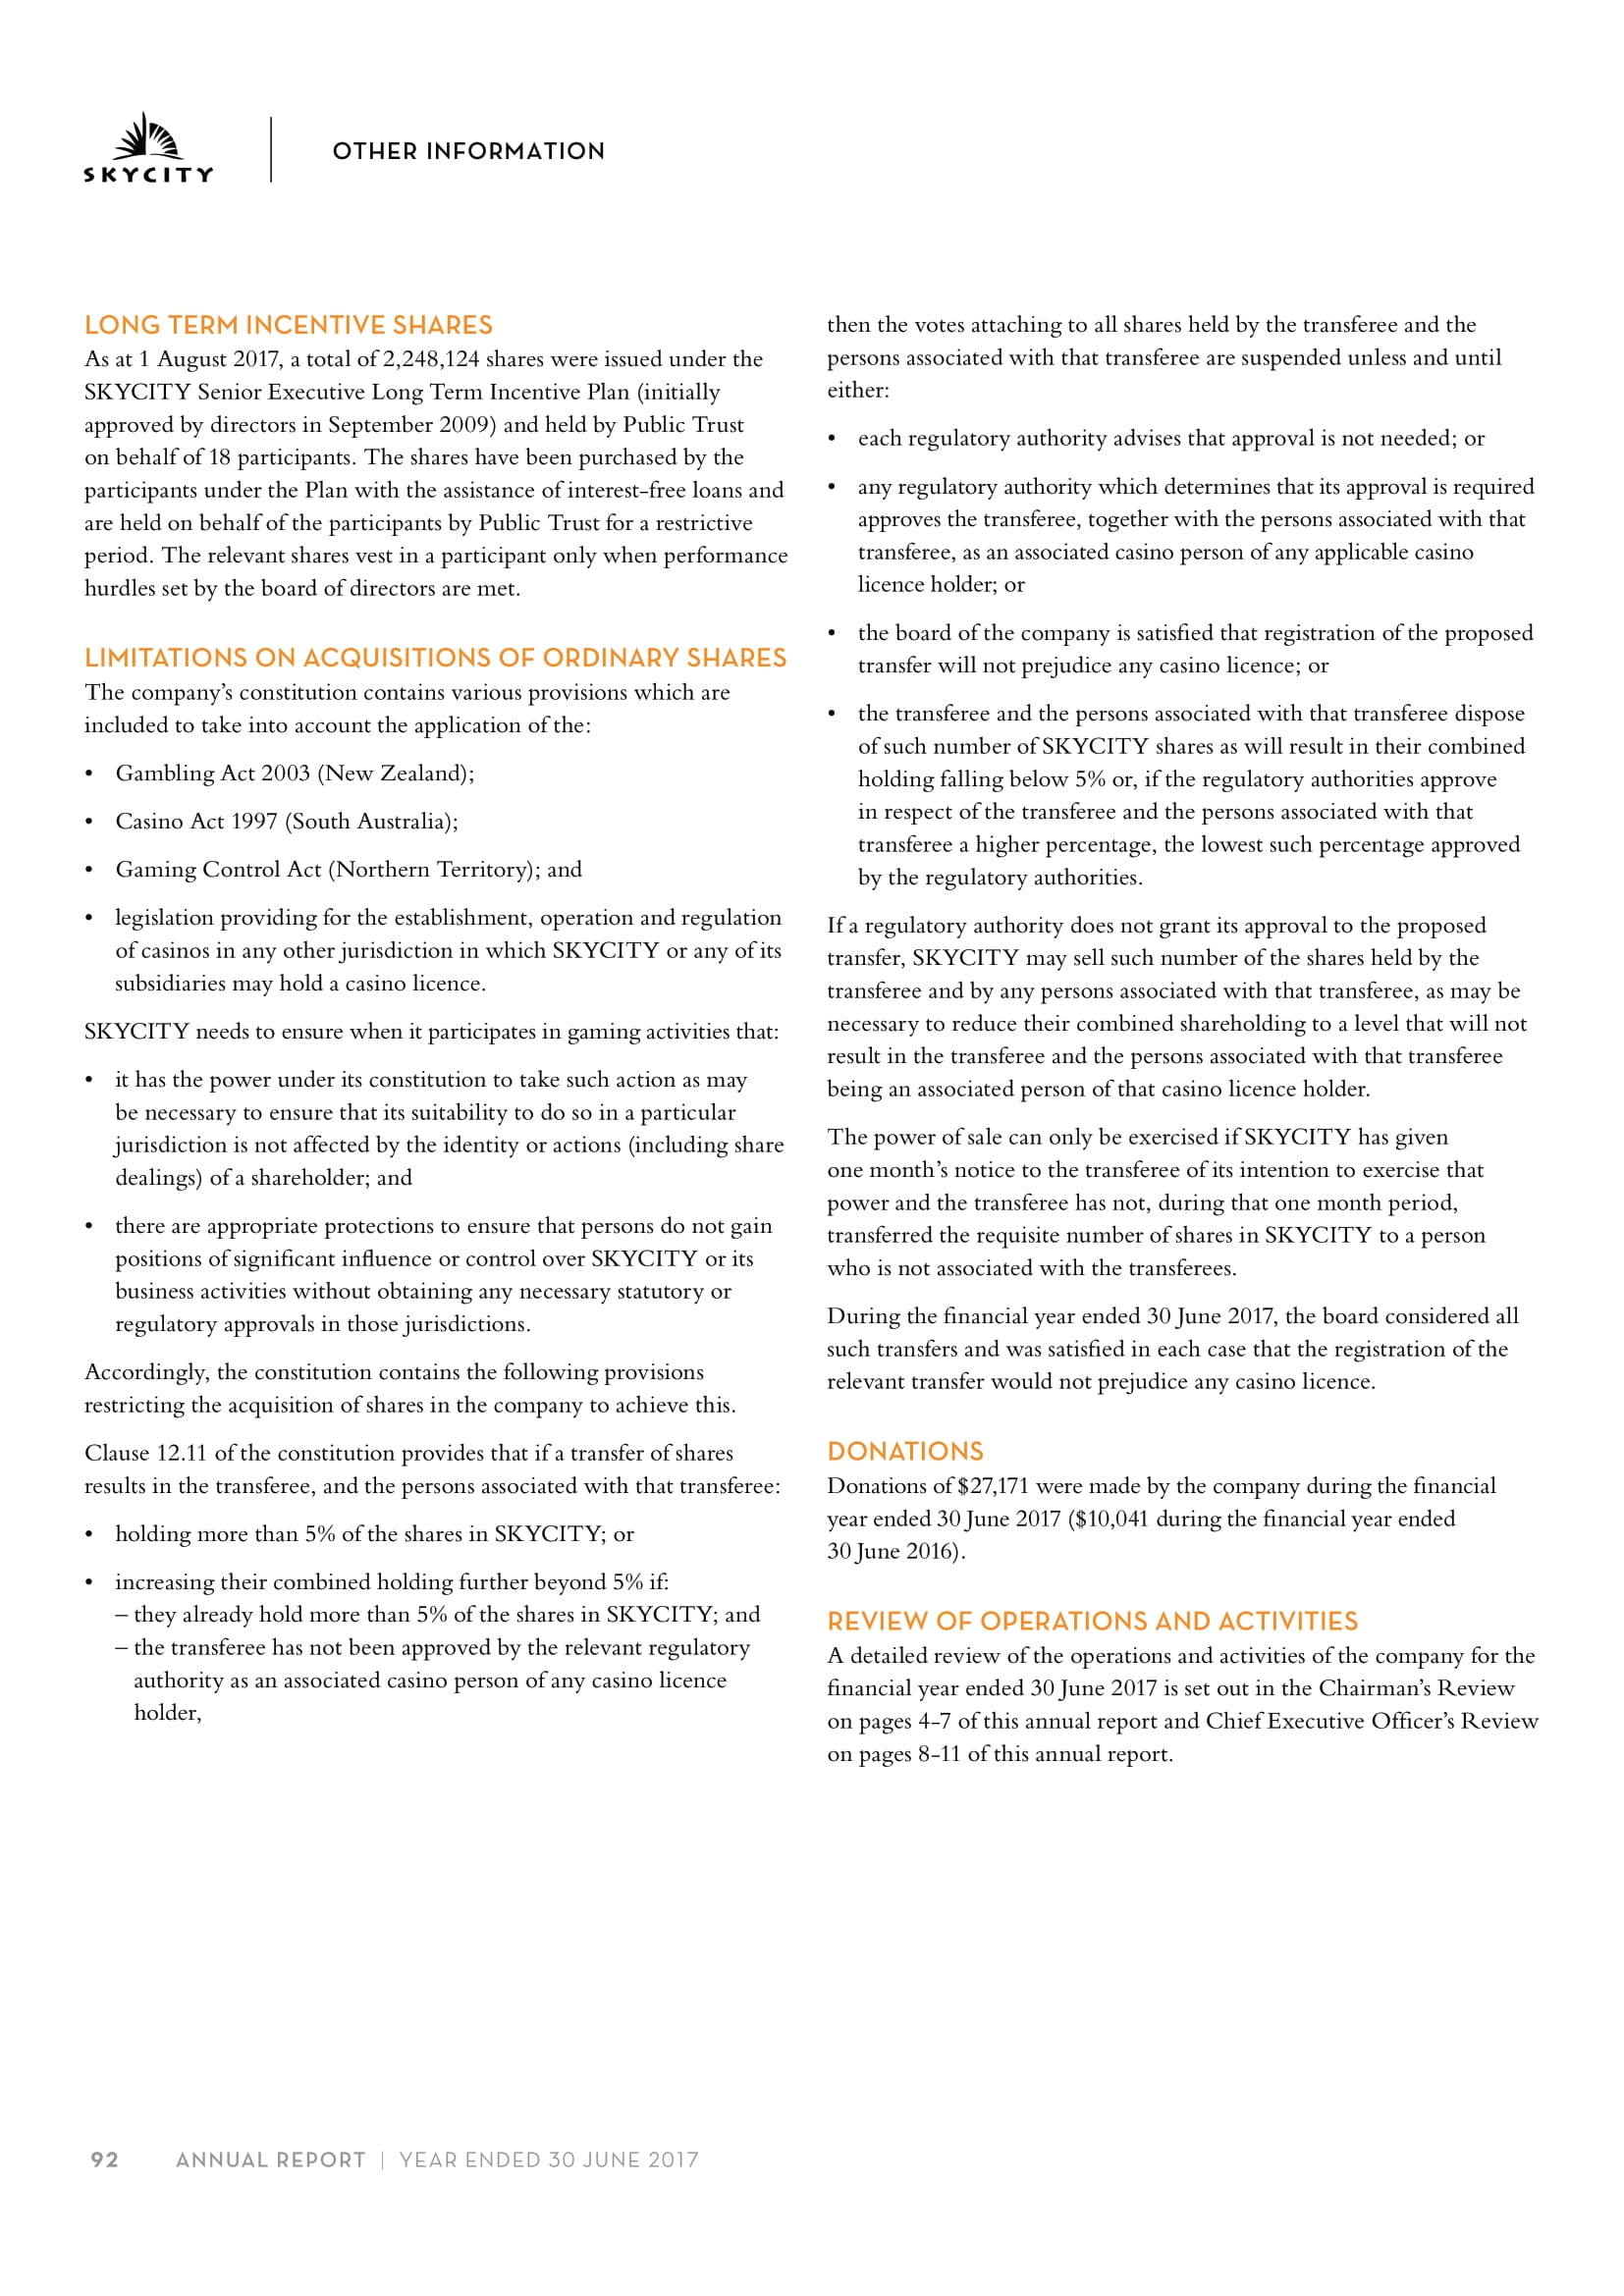 SKYCITY
OTHER INFORMATION
LONG TERM INCENTIVE SHARES
As at 1 August 2017, a total of 2,248,124 shares were issued under the
SKYCITY Senior Executive Long Term Incentive Plan (initially
approved by directors in September 2009) and held by Public Trust
on behalf of 18 participants. The shares have been purchased by the
participants under the Plan with the assistance of interest-free loans and
are held on behalf of the participants by Public Trust for a restrictive
period. The relevant shares vest in a participant only when performance
hurdles set by the board of directors are met.
LIMITATIONS ON ACQUISITIONS OF ORDINARY SHARES
The company's constitution contains various provisions which are
included to take into account the application of the:
• Gambling Act 2003 (New Zealand);
• Casino Act 1997 (South Australia);
• Gaming Control Act (Northern Territory); and
• legislation providing for the establishment, operation and regulation
of casinos in any other jurisdiction in which SKYCITY or any of its
subsidiaries may hold a casino licence.
SKYCITY needs to ensure when it participates in gaming activities that:
• it has the power under its constitution to take such action as may
be necessary to ensure that its suitability to do so in a particular
jurisdiction is not affected by the identity or actions (including share
dealings) of a shareholder; and
• there are appropriate protections to ensure that persons do not gain
positions of significant influence or control over SKYCITY or its
business activities without obtaining any necessary statutory or
regulatory approvals in those jurisdictions.
Accordingly, the constitution contains the following provisions
restricting the acquisition of shares in the company to achieve this.
Clause 12.11 of the constitution provides that if a transfer of shares
results in the transferee, and the persons associated with that transferee:
• holding more than 5% of the shares in SKYCITY; or
• increasing their combined holding further beyond 5% if:
– they already hold more than 5% of the shares in SKYCITY; and
– the transferee has not been approved by the relevant regulatory
authority as an associated casino person of any casino licence
holder,
then the votes attaching to all shares held by the transferee and the
persons associated with that transferee are suspended unless and until
either:
• each regulatory authority advises that approval is not needed; or
• any regulatory authority which determines that its approval is required
approves the transferee, together with the persons associated with that
transferee, as an associated casino person of any applicable casino
licence holder; or
• the board of the company is satisfied that registration of the proposed
transfer will not prejudice any casino licence; or
• the transferee and the persons associated with that transferee dispose
of such number of SKYCITY shares as will result in their combined
holding falling below 5% or, if the regulatory authorities approve
in respect of the transferee and the persons associated with that
transferee a higher percentage, the lowest such percentage approved
by the regulatory authorities.
If a regulatory authority does not grant its approval to the proposed
transfer, SKYCITY may sell such number of the shares held by the
transferee and by any persons associated with that transferee, as may be
necessary to reduce their combined shareholding to a level that will not
result in the transferee and the persons associated with that transferee
being an associated person of that casino licence holder.
The power of sale can only be exercised if SKYCITY has given
one month's notice to the transferee of its intention to exercise that
power and the transferee has not, during that one month period,
transferred the requisite number of shares in SKYCITY to a person
who is not associated with the transferees.
During the financial year ended 30 June 2017, the board considered all
such transfers and was satisfied in each case that the registration of the
relevant transfer would not prejudice any casino licence.
DONATIONS
Donations of $27,171 were made by the company during the financial
year ended 30 June 2017 ($10,041 during the financial year ended
30 June 2016).
REVIEW OF OPERATIONS AND ACTIVITIES
A detailed review of the operations and activities of the company for the
financial year ended 30 June 2017 is set out in the Chairman's Review
on pages 4-7 of this annual report and Chief Executive Officer's Review
on pages 8-11 of this annual report.
92 ANNUAL REPORT | YEAR ENDED 30 JUNE 2017